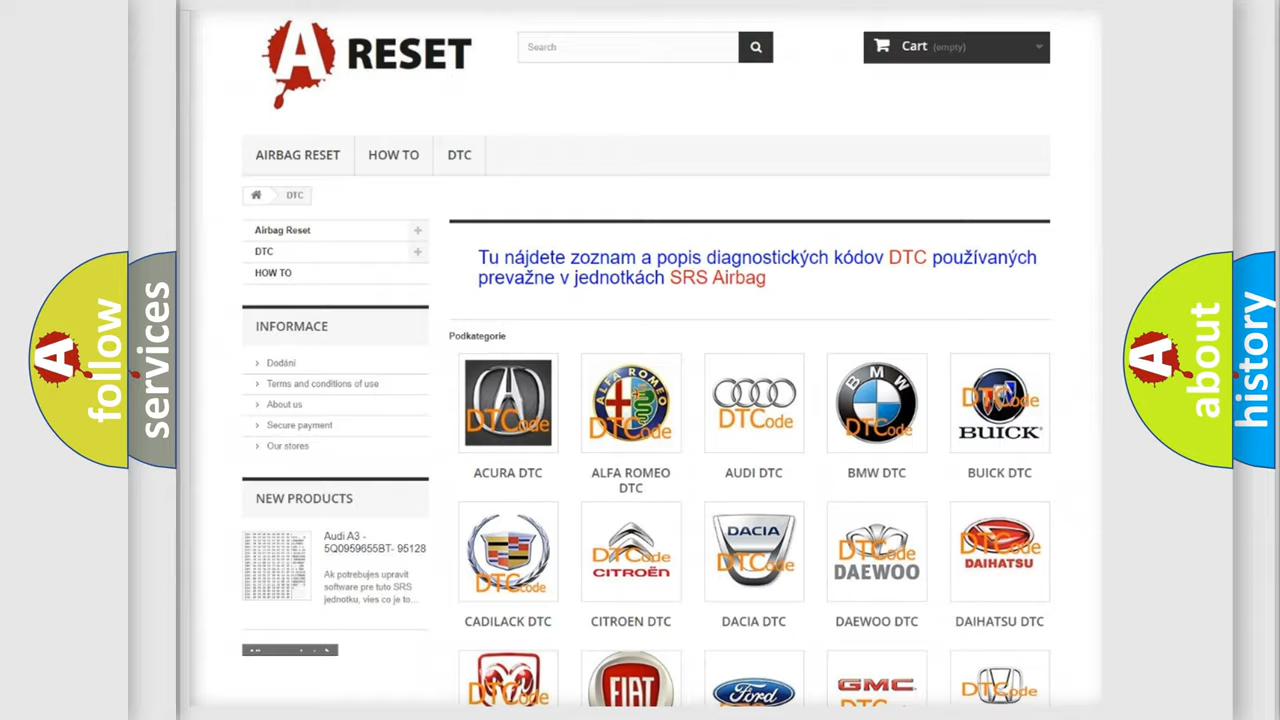 A RESET
Search
Cart (empty)
AIRBAG RESET
HOW TO
DTC
DTC
Airbag Reset
DTC
HOW TO
Tu nájdete zoznam a popis diagnostických kódov DTC používaných
prevažne v jednotkách SRS Airbag
INFORMACE
Dodání
Terms and conditions of use
About us
Secure payment
Our stores
Podkategorie
DTCode
ALFA ROMEO
DTCode
DTCode
BMW
DTCode
DTCode
BUICK
ACURA DTC
ALFA ROMEO
DTC
AUDI DTC
BMW DTC
BUICK DTC
NEW PRODUCTS
Audi A3 -
5Q0959655BT- 95128
Ak potrebujes upravit
software pre tuto SRS
jednotku, vies co je to...
DTCode
DTCode
CITROËN
DACIA
DTCode
DTCode
DAEWOO
DTCode
DAIHATSU
CADILACK DTC
CITROEN DTC
DACIA DTC
DAEWOO DTC
DAIHATSU DTC
DTCode
FIAT
Ford
GMC
DTCode
A follow
services
A about
history